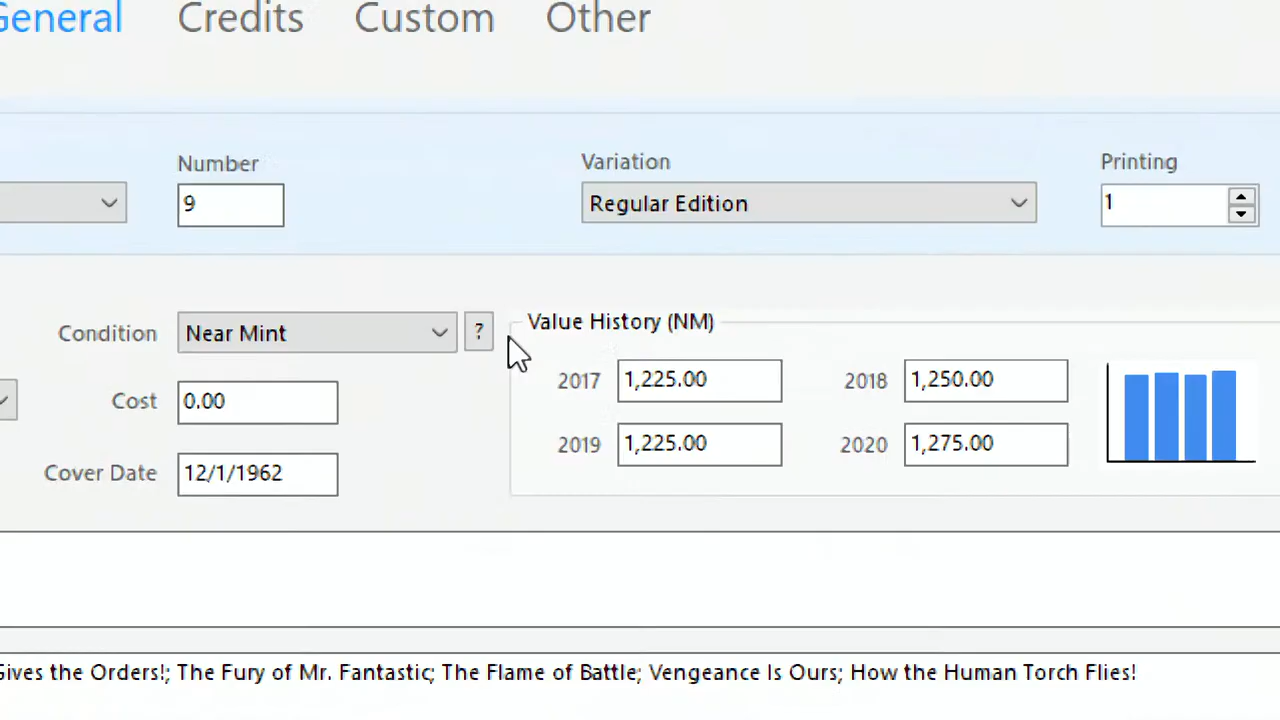 General Credits Custom Other
Number Variation Printing
9 Regular Edition 1
Condition Near Mint ? Value History (NM)
2017 1,225.00 2018 1,250.00
Cost 0.00
2019 1,225.00 2020 1,275.00
Cover Date 12/1/1962
Gives the Orders!; The Fury of Mr. Fantastic; The Flame of Battle; Vengeance Is Ours; How the Human Torch Flies!